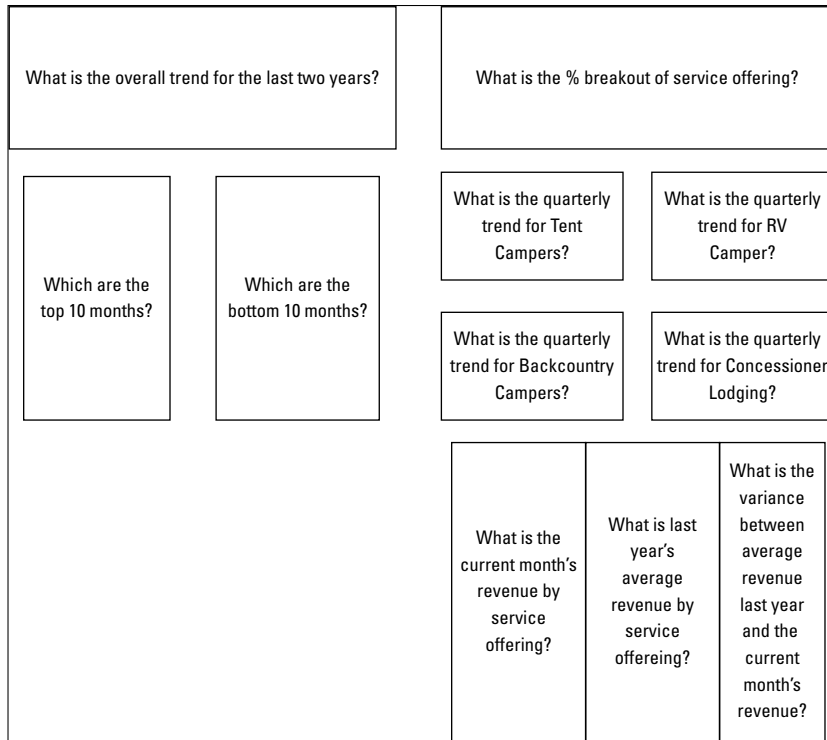 What is the overall trend for the last two years?
What is the % breakout of service offering?
Which are the
top 10 months?
Which are the
bottom 10 months?
What is the quarterly
trend for Tent
Campers?
What is the quarterly
trend for RV
Camper?
What is the quarterly
trend for Backcountry
Campers?
What is the quarterly
trend for Concessioner
Lodging?
What is the
current month's
revenue by
service
offering?
What is last
year's
average
revenue by
service
offereing?
What is the
variance
between
average
revenue
last year
and the
current
month's
revenue?